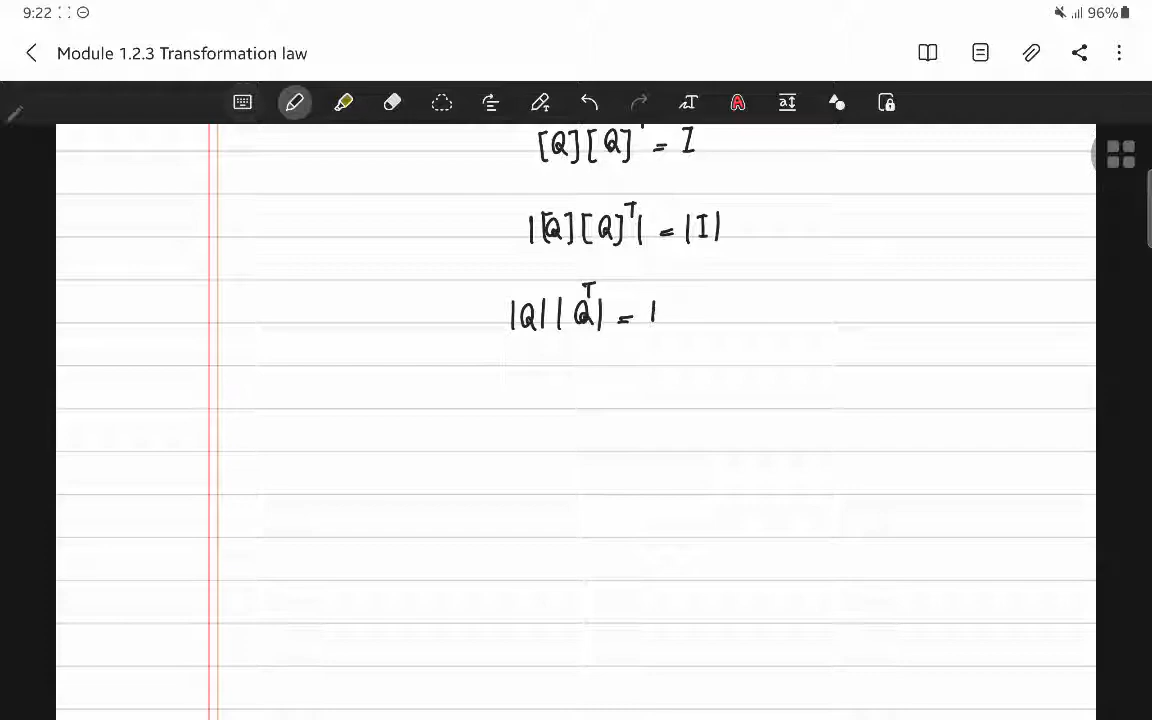 9:22 96%
Module 1.2.3 Transformation law
[Q][Q]ᵀ = I
|[Q][Q]ᵀ| = |I|
|Q| |Qᵀ| = 1